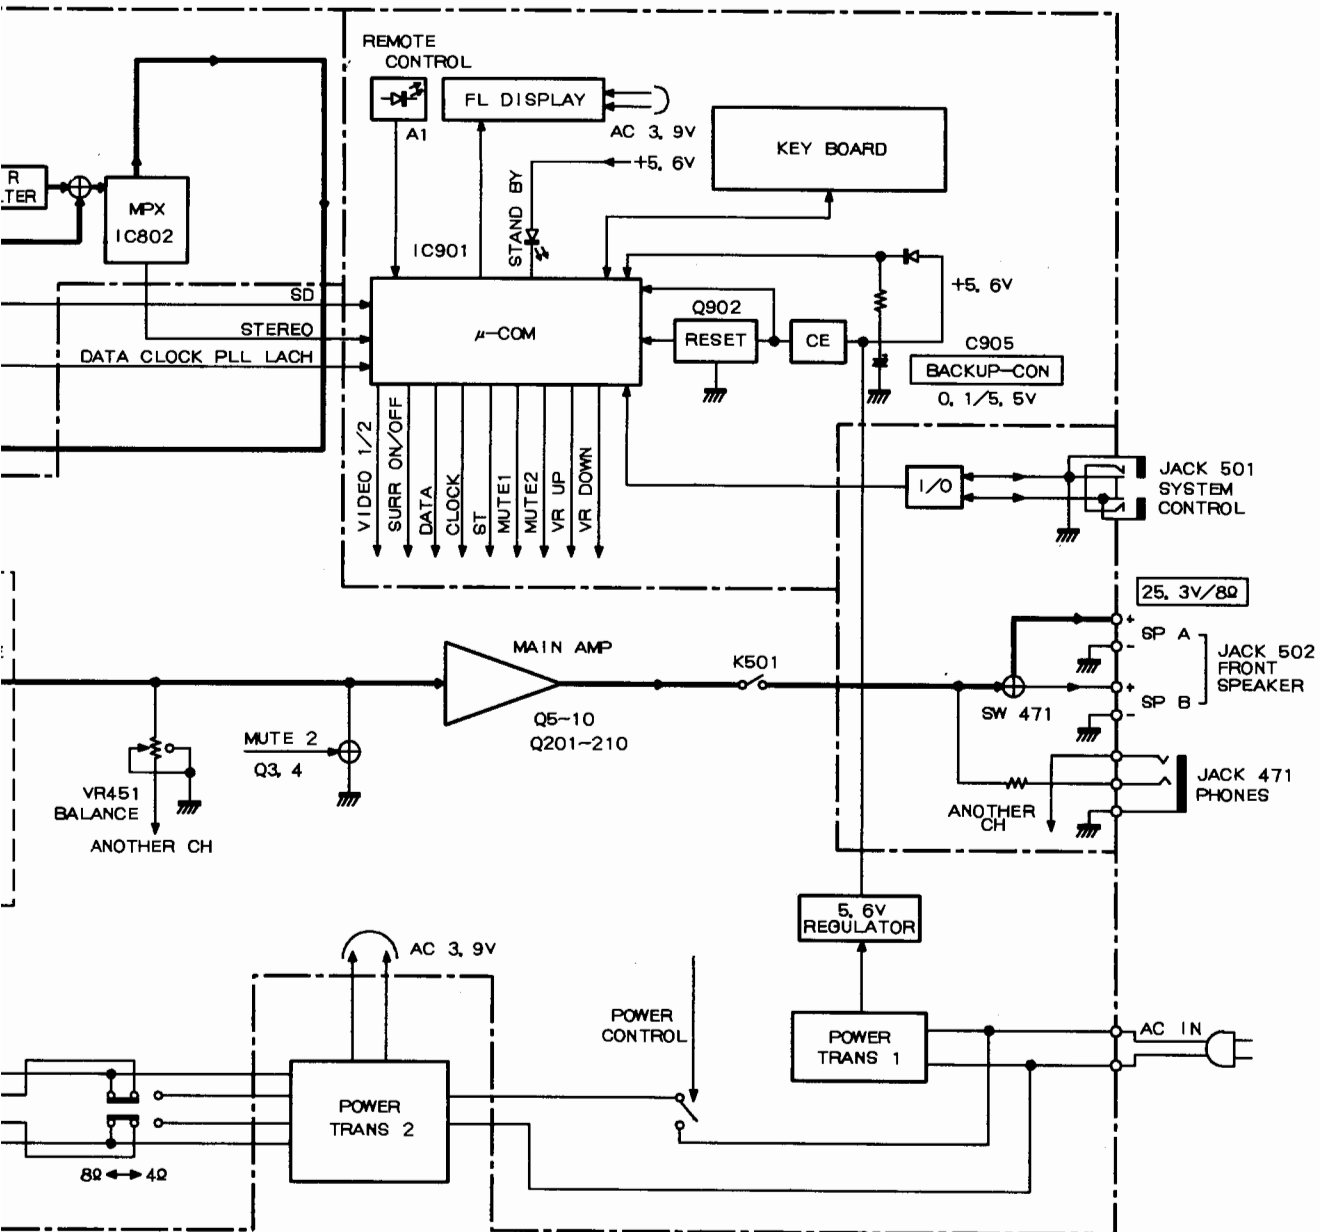 REMOTE
CONTROL
A1
FL DISPLAY
AC 3.9V
+5.6V
KEY BOARD
R
LTER
MPX
IC802
STAND BY
IC901
SD
STEREO
DATA CLOCK PLL LACH
μ-COM
Q902
RESET
CE
+5.6V
C905
BACKUP-CON
0.1/5.5V
VIDEO 1/2
SURR ON/OFF
DATA
CLOCK
ST
MUTE1
MUTE2
VR UP
VR DOWN
I/O
JACK 501
SYSTEM
CONTROL
25.3V/8Ω
MAIN AMP
Q5~10
Q201~210
K501
SW 471
+
SP A
-
+
SP B
-
JACK 502
FRONT
SPEAKER
MUTE 2
Q3,4
VR451
BALANCE
ANOTHER CH
ANOTHER
CH
JACK 471
PHONES
5.6V
REGULATOR
AC 3.9V
POWER
CONTROL
POWER
TRANS 1
AC IN
POWER
TRANS 2
8Ω
4Ω